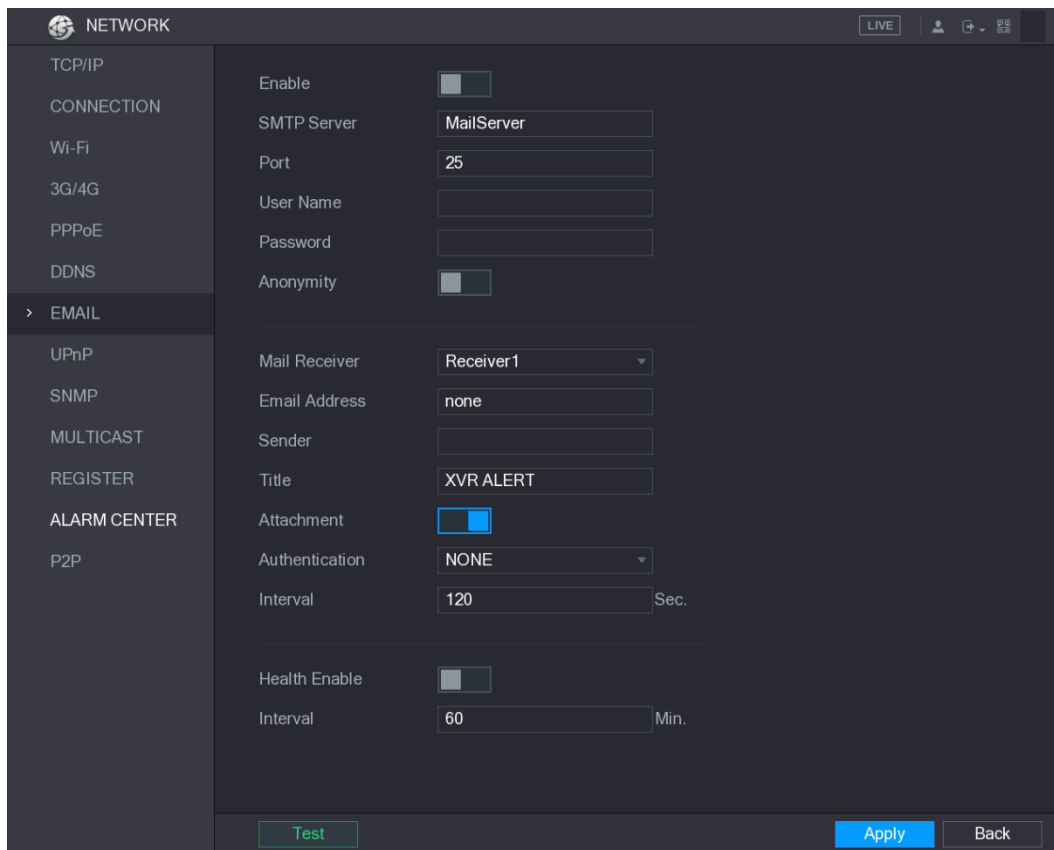 NETWORK
LIVE
TCP/IP
CONNECTION
Wi-Fi
3G/4G
PPPoE
DDNS
EMAIL
UPnP
SNMP
MULTICAST
REGISTER
ALARM CENTER
P2P
Enable
SMTP Server MailServer
Port 25
User Name
Password
Anonymity
Mail Receiver Receiver1
Email Address none
Sender
Title XVR ALERT
Attachment
Authentication NONE
Interval 120 Sec.
Health Enable
Interval 60 Min.
Test Apply Back